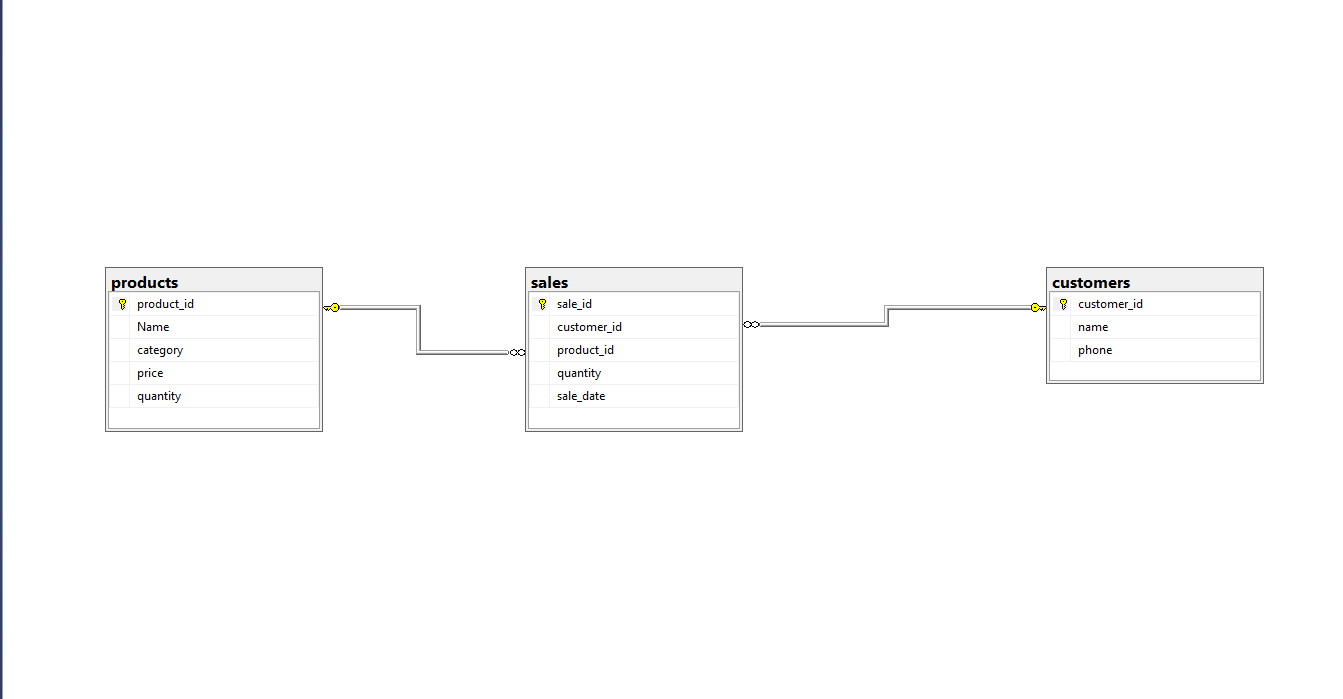 products
product_id
Name
category
price
quantity
sales
sale_id
customer_id
product_id
quantity
sale_date
customers
customer_id
name
phone